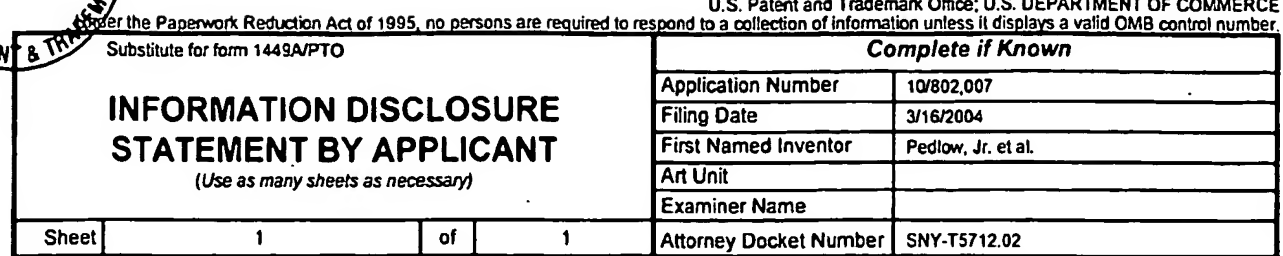 U.S. Patent and Trademark Office; U.S. DEPARTMENT OF COMMERCE
the Paperwork Reduction Act of 1995, no persons are required to respond to a collection of information unless it displays a valid OMB control number.
Substitute for form 1449A/PTO
INFORMATION DISCLOSURE
STATEMENT BY APPLICANT
(Use as many sheets as necessary)
Sheet 1 of 1
Complete if Known
Application Number 10/802,007
Filing Date 3/16/2004
First Named Inventor Pedlow, Jr. et al.
Art Unit
Examiner Name
Attorney Docket Number SNY-T5712.02